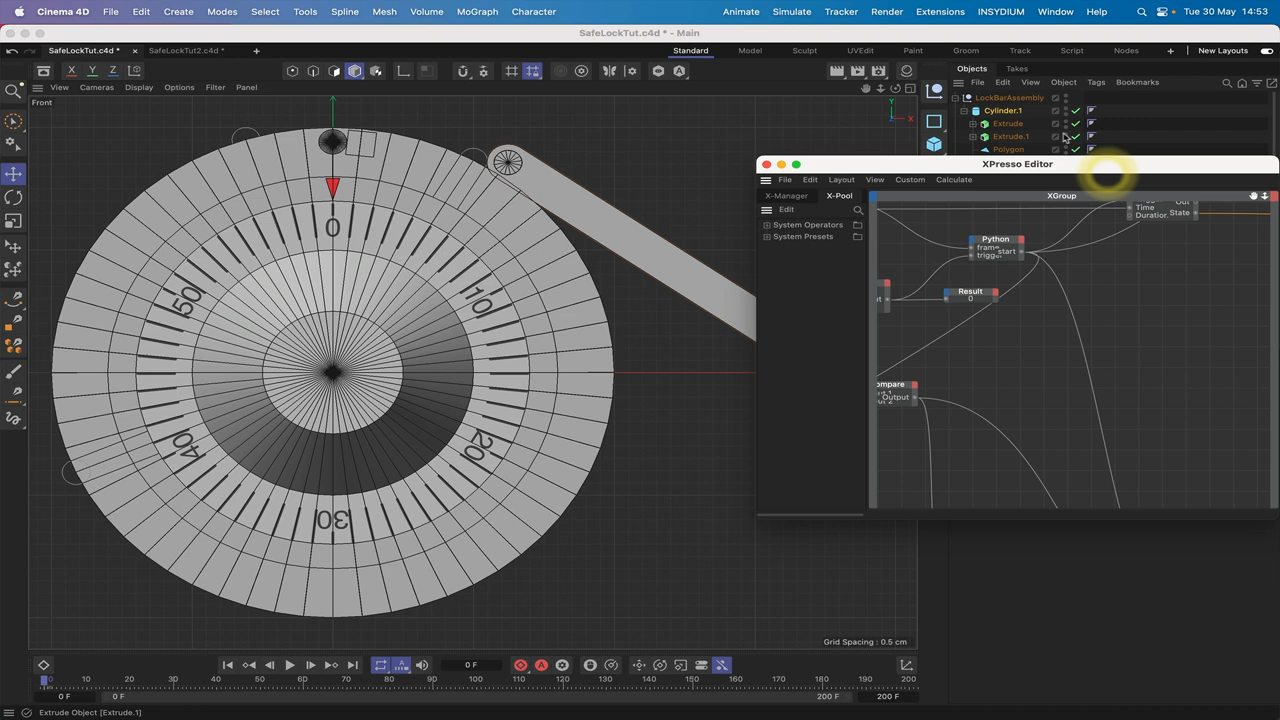 Cinema 4D File Edit Create Modes Select Tools Spline Mesh Volume MoGraph Character Animate Simulate Tracker Render Extensions INSYDIUM Window Help Tue 30 May 14:53
SafeLockTut.c4d * - Main
SafeLockTut.c4d * SafeLockTut2.c4d * Standard Model Sculpt UVEdit Paint Groom Track Script Nodes New Layouts
X Y Z
Objects Takes
View Cameras Display Options Filter Panel File Edit View Object Tags Bookmarks
Front
LockBarAssembly
Cylinder.1
Extrude
Extrude.1
Polygon
Y
X
XPresso Editor
File Edit Layout View Custom Calculate
X-Manager X-Pool XGroup
Edit
System Operators
System Presets
Out
Time
State
Duration
Python
frame
start
trigger
Result
0
ompare
Output
0
10
20
30
40
50
Grid Spacing : 0.5 cm
0 F
0 10 20 30 40 50 60 70 80 90 100 110 120 130 140 150 160 170 180 190 200
0 F 0 F 200 F 200 F
Extrude Object [Extrude.1]